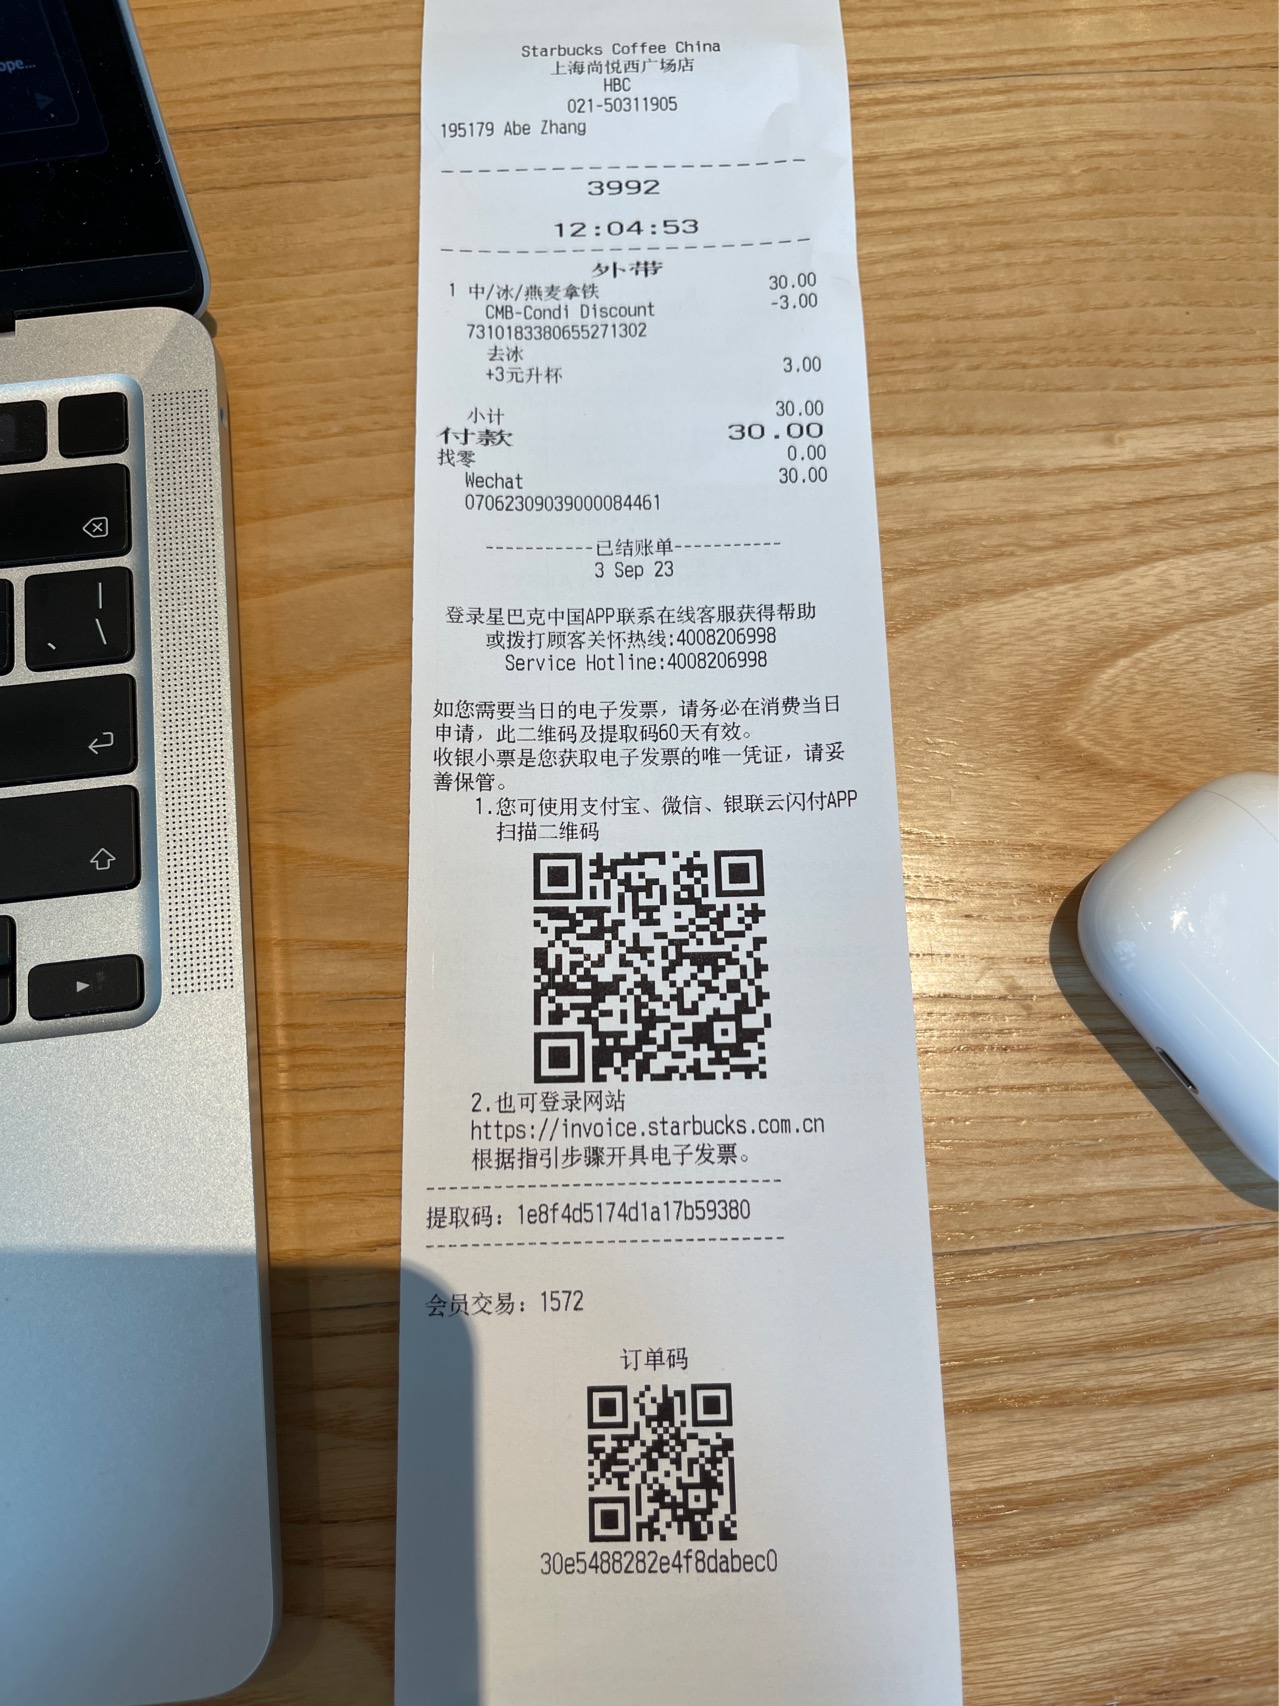 ope...
Starbucks Coffee China
上海尚悦西广场店
HBC
021-50311905
195179 Abe Zhang
3992
12:04:53
外带
1 中/冰/燕麦拿铁 30.00
CMB-Condi Discount -3.00
7310183380655271302
去冰
+3元升杯 3.00
小计 30.00
付款 30.00
找零 0.00
Wechat 30.00
07062309039000084461
-----------已结账单-----------
3 Sep 23
登录星巴克中国APP联系在线客服获得帮助
或拨打顾客关怀热线:4008206998
Service Hotline:4008206998
如您需要当日的电子发票，请务必在消费当日
申请，此二维码及提取码60天有效。
收银小票是您获取电子发票的唯一凭证，请妥
善保管。
1.您可使用支付宝、微信、银联云闪付APP
扫描二维码
2.也可登录网站
https://invoice.starbucks.com.cn
根据指引步骤开具电子发票。
提取码：1e8f4d5174d1a17b59380
会员交易：1572
订单码
30e5488282e4f8dabec0